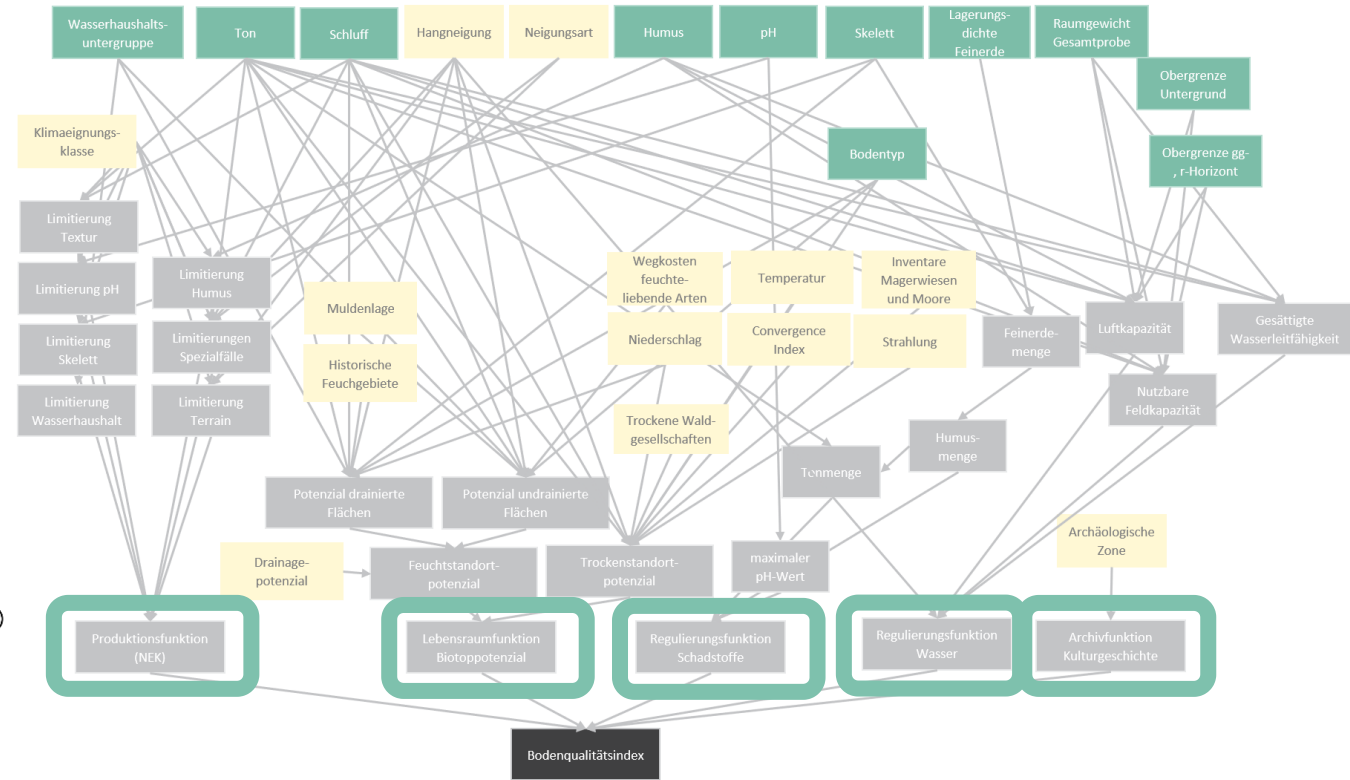 Wasserhaushalts-
untergruppe
Ton
Schluff
Hangneigung
Neigungsart
Humus
pH
Skelett
Lagerungs-
dichte
Feinerde
Raumgewicht
Gesamtprobe
Obergrenze
Untergrund
Klimaeignungs-
klasse
Bodentyp
Obergrenze gg-
, r-Horizont
Limitierung
Textur
Limitierung pH
Limitierung
Humus
Limitierung
Skelett
Limitierungen
Spezialfälle
Limitierung
Wasserhaushalt
Limitierung
Terrain
Muldenlage
Historische
Feuchgebiete
Wegkosten
feuchte-
liebende Arten
Temperatur
Inventare
Magerwiesen
und Moore
Niederschlag
Convergence
Index
Strahlung
Feinerde-
menge
Luftkapazität
Gesättigte
Wasserleitfähigkeit
Nutzbare
Feldkapazität
Trockene Wald-
gesellschaften
Humus-
menge
Tonmenge
Potenzial drainierte
Flächen
Potenzial undrainierte
Flächen
Archäologische
Zone
Drainage-
potenzial
Feuchtstandort-
potenzial
Trockenstandort-
potenzial
maximaler
pH-Wert
)
Produktionsfunktion
(NEK)
Lebensraumfunktion
Biotoppotenzial
Regulierungsfunktion
Schadstoffe
Regulierungsfunktion
Wasser
Archivfunktion
Kulturgeschichte
Bodenqualitätsindex